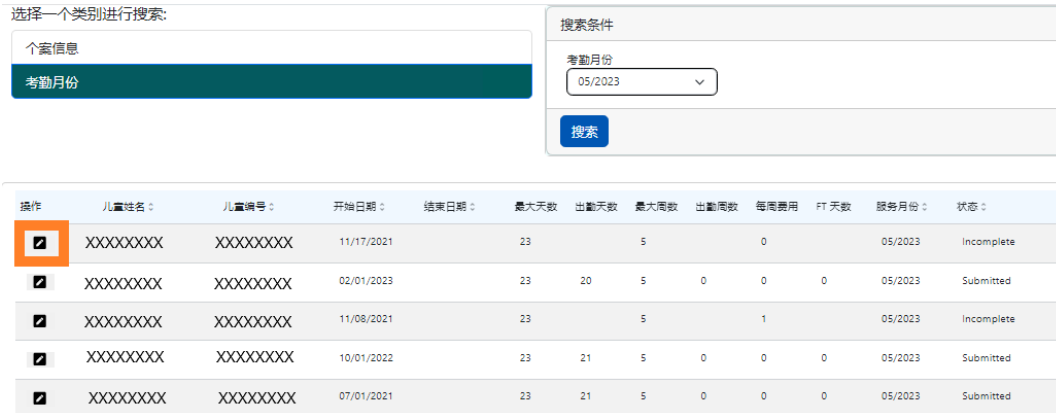 选择一个类别进行搜索:
个案信息
考勤月份
搜索条件
考勤月份
05/2023
搜索
操作 儿童姓名 儿童编号 开始日期 结束日期 最大天数 出勤天数 最大周数 出勤周数 每周费用 FT 天数 服务月份 状态
XXXXXXXX XXXXXXXX 11/17/2021 23 5 0 05/2023 Incomplete
XXXXXXXX XXXXXXXX 02/01/2023 23 20 5 0 0 0 05/2023 Submitted
XXXXXXXX XXXXXXXX 11/08/2021 23 5 1 05/2023 Incomplete
XXXXXXXX XXXXXXXX 10/01/2022 23 21 5 0 0 0 05/2023 Submitted
XXXXXXXX XXXXXXXX 07/01/2021 23 21 5 0 0 0 05/2023 Submitted